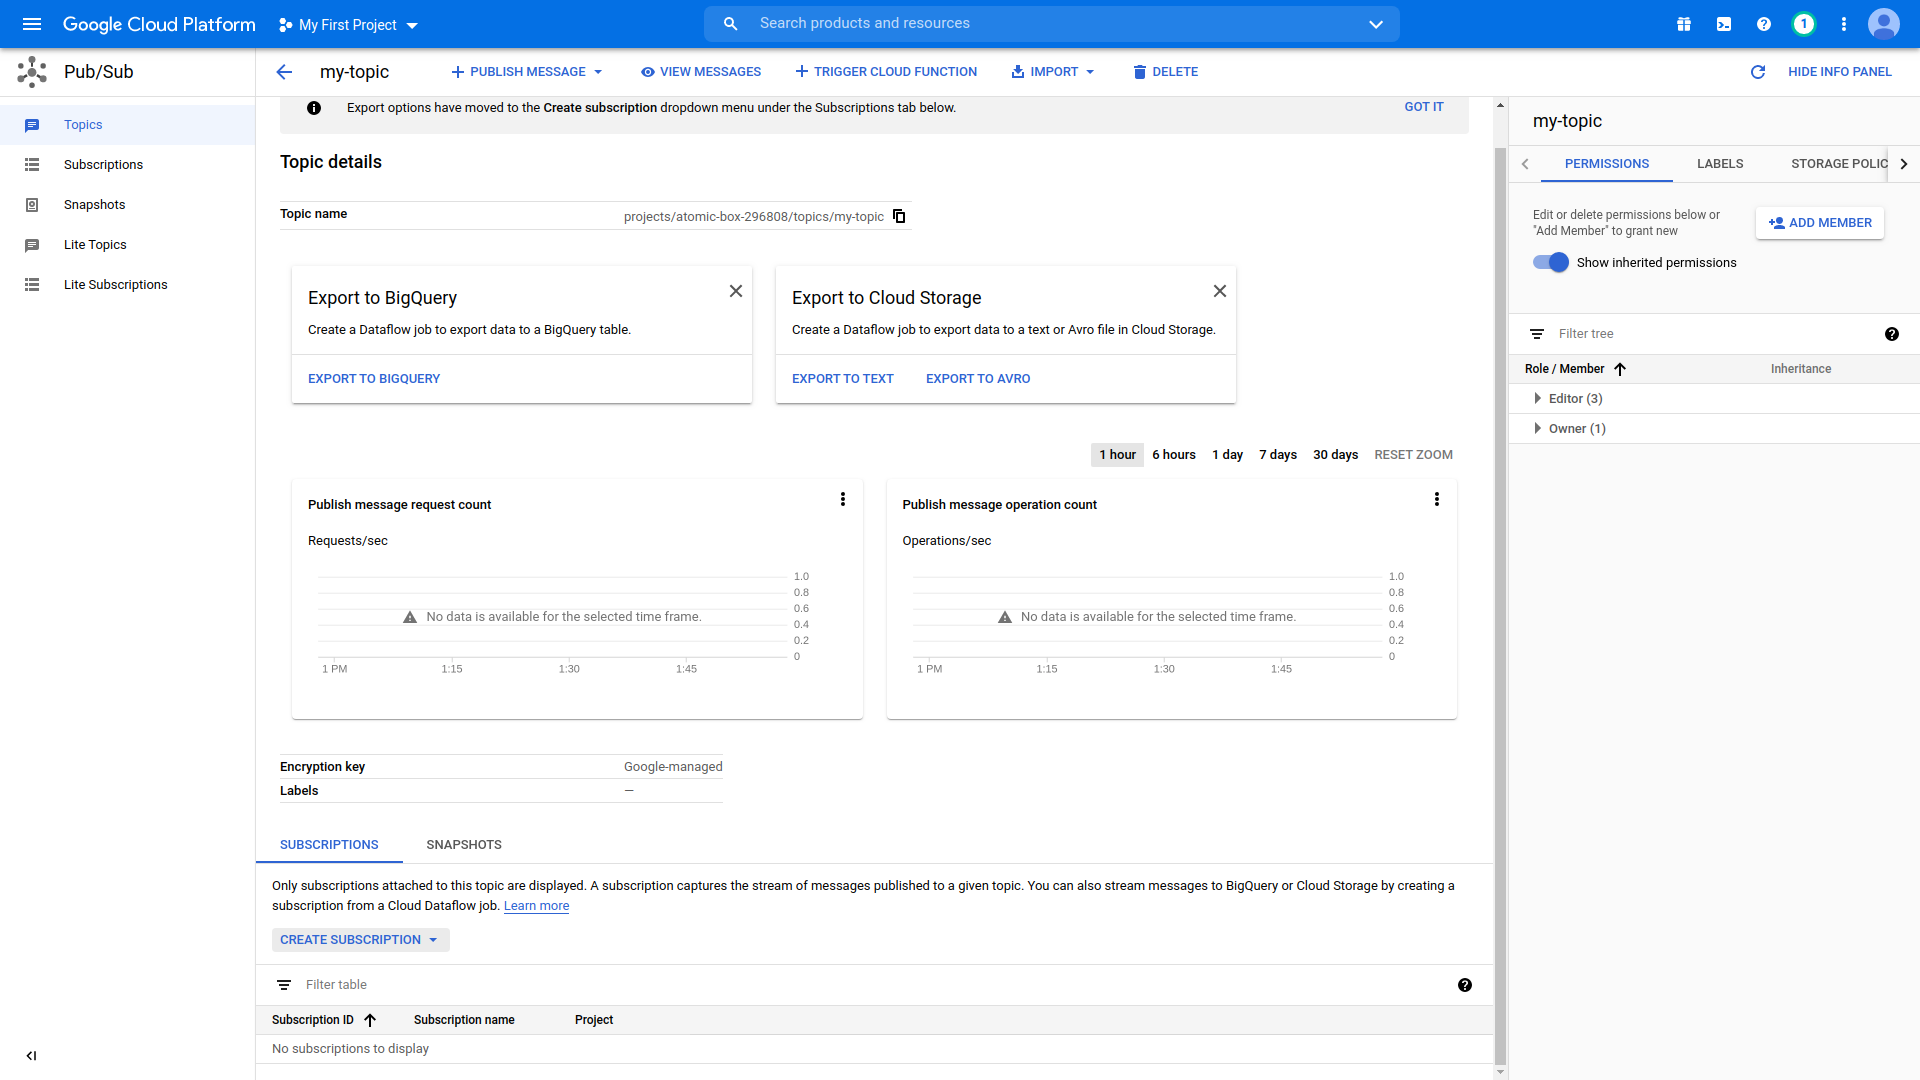 Google Cloud Platform
My First Project
Search products and resources
1
Pub/Sub
my-topic
PUBLISH MESSAGE
VIEW MESSAGES
TRIGGER CLOUD FUNCTION
IMPORT
DELETE
HIDE INFO PANEL
Topics
Subscriptions
Snapshots
Lite Topics
Lite Subscriptions
Export options have moved to the Create subscription dropdown menu under the Subscriptions tab below.
GOT IT
Topic details
Topic name
projects/atomic-box-296808/topics/my-topic
Export to BigQuery
Create a Dataflow job to export data to a BigQuery table.
EXPORT TO BIGQUERY
Export to Cloud Storage
Create a Dataflow job to export data to a text or Avro file in Cloud Storage.
EXPORT TO TEXT
EXPORT TO AVRO
1 hour
6 hours
1 day
7 days
30 days
RESET ZOOM
Publish message request count
Requests/sec
1.0
0.8
0.6
0.4
0.2
0
No data is available for the selected time frame.
1 PM
1:15
1:30
1:45
Publish message operation count
Operations/sec
1.0
0.8
0.6
0.4
0.2
0
No data is available for the selected time frame.
1 PM
1:15
1:30
1:45
Encryption key
Google-managed
Labels
—
SUBSCRIPTIONS
SNAPSHOTS
Only subscriptions attached to this topic are displayed. A subscription captures the stream of messages published to a given topic. You can also stream messages to BigQuery or Cloud Storage by creating a
subscription from a Cloud Dataflow job. Learn more
CREATE SUBSCRIPTION
Filter table
Subscription ID
Subscription name
Project
No subscriptions to display
my-topic
PERMISSIONS
LABELS
STORAGE POLIC
Edit or delete permissions below or
"Add Member" to grant new
ADD MEMBER
Show inherited permissions
Filter tree
Role / Member
Inheritance
Editor (3)
Owner (1)